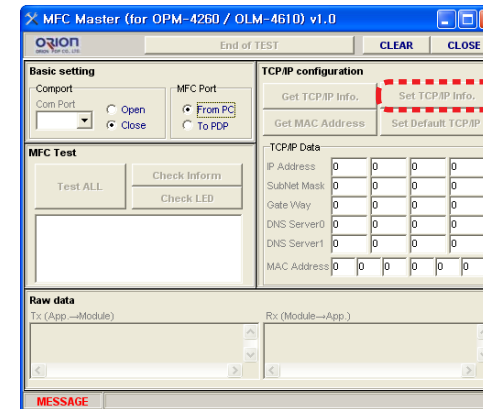 MFC Master (for OPM-4260 / OLM-4610) v1.0
ORION
End of TEST
CLEAR
CLOSE
Basic setting
Comport
Com Port
Open
Close
MFC Port
From PC
To PDP
TCP/IP configuration
Get TCP/IP Info.
Set TCP/IP Info.
Get MAC Address
Set Default TCP/IP
MFC Test
Test ALL
Check Inform
Check LED
TCP/IP Data
IP Address 0 0 0 0
SubNet Mask 0 0 0 0
Gate Way 0 0 0 0
DNS Server0 0 0 0 0
DNS Server1 0 0 0 0
MAC Address 0 0 0 0 0 0
Raw data
Tx (App.→Module)
Rx (Module→App.)
MESSAGE